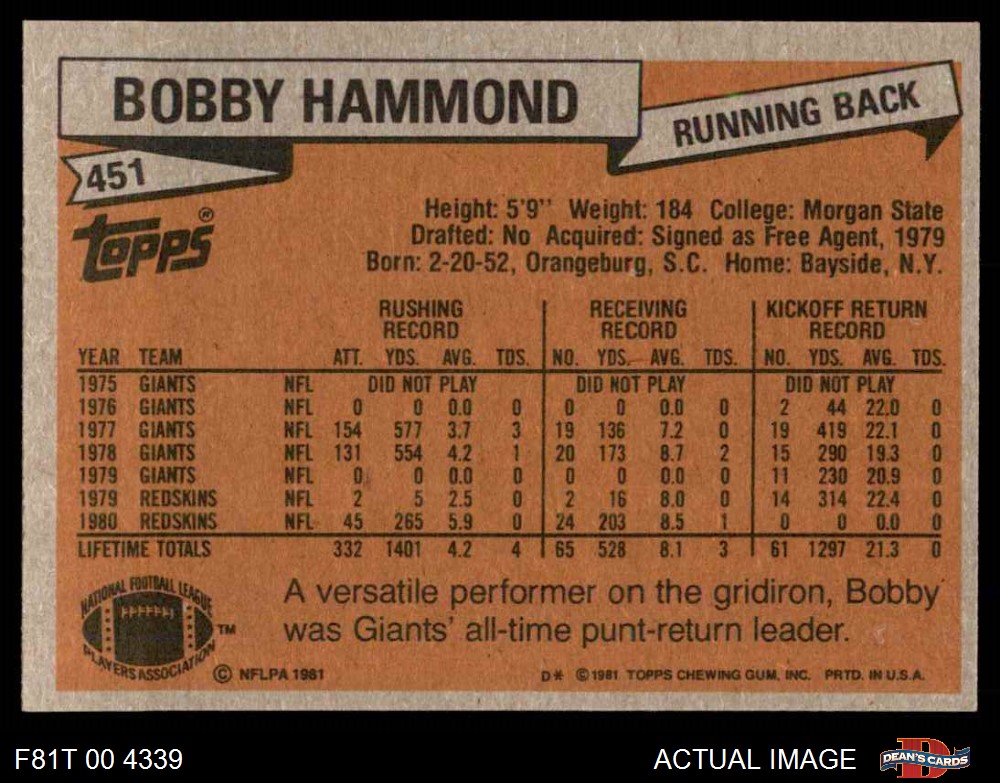 BOBBY HAMMOND
RUNNING BACK
451
TOPPS®
Height: 5'9'' Weight: 184 College: Morgan State
Drafted: No Acquired: Signed as Free Agent, 1979
Born: 2-20-52, Orangeburg, S.C. Home: Bayside, N.Y.
RUSHING RECORD RECEIVING RECORD KICKOFF RETURN RECORD
YEAR TEAM ATT. YDS. AVG. TDS. NO. YDS. AVG. TDS. NO. YDS. AVG. TDS.
1975 GIANTS NFL DID NOT PLAY DID NOT PLAY DID NOT PLAY
1976 GIANTS NFL 0 0 0.0 0 0 0 0.0 0 2 44 22.0 0
1977 GIANTS NFL 154 577 3.7 3 19 136 7.2 0 19 419 22.1 0
1978 GIANTS NFL 131 554 4.2 1 20 173 8.7 2 15 290 19.3 0
1979 GIANTS NFL 0 0 0.0 0 0 0 0.0 0 11 230 20.9 0
1979 REDSKINS NFL 2 5 2.5 0 2 16 8.0 0 14 314 22.4 0
1980 REDSKINS NFL 45 265 5.9 0 24 203 8.5 1 0 0 0.0 0
LIFETIME TOTALS 332 1401 4.2 4 65 528 8.1 3 61 1297 21.3 0
NATIONAL FOOTBALL LEAGUE
PLAYERS ASSOCIATION
TM
A versatile performer on the gridiron, Bobby
was Giants' all-time punt-return leader.
© NFLPA 1981
D* © 1981 TOPPS CHEWING GUM, INC. PRTD. IN U.S.A.
F81T 00 4339
ACTUAL IMAGE
D
DEAN'S CARDS